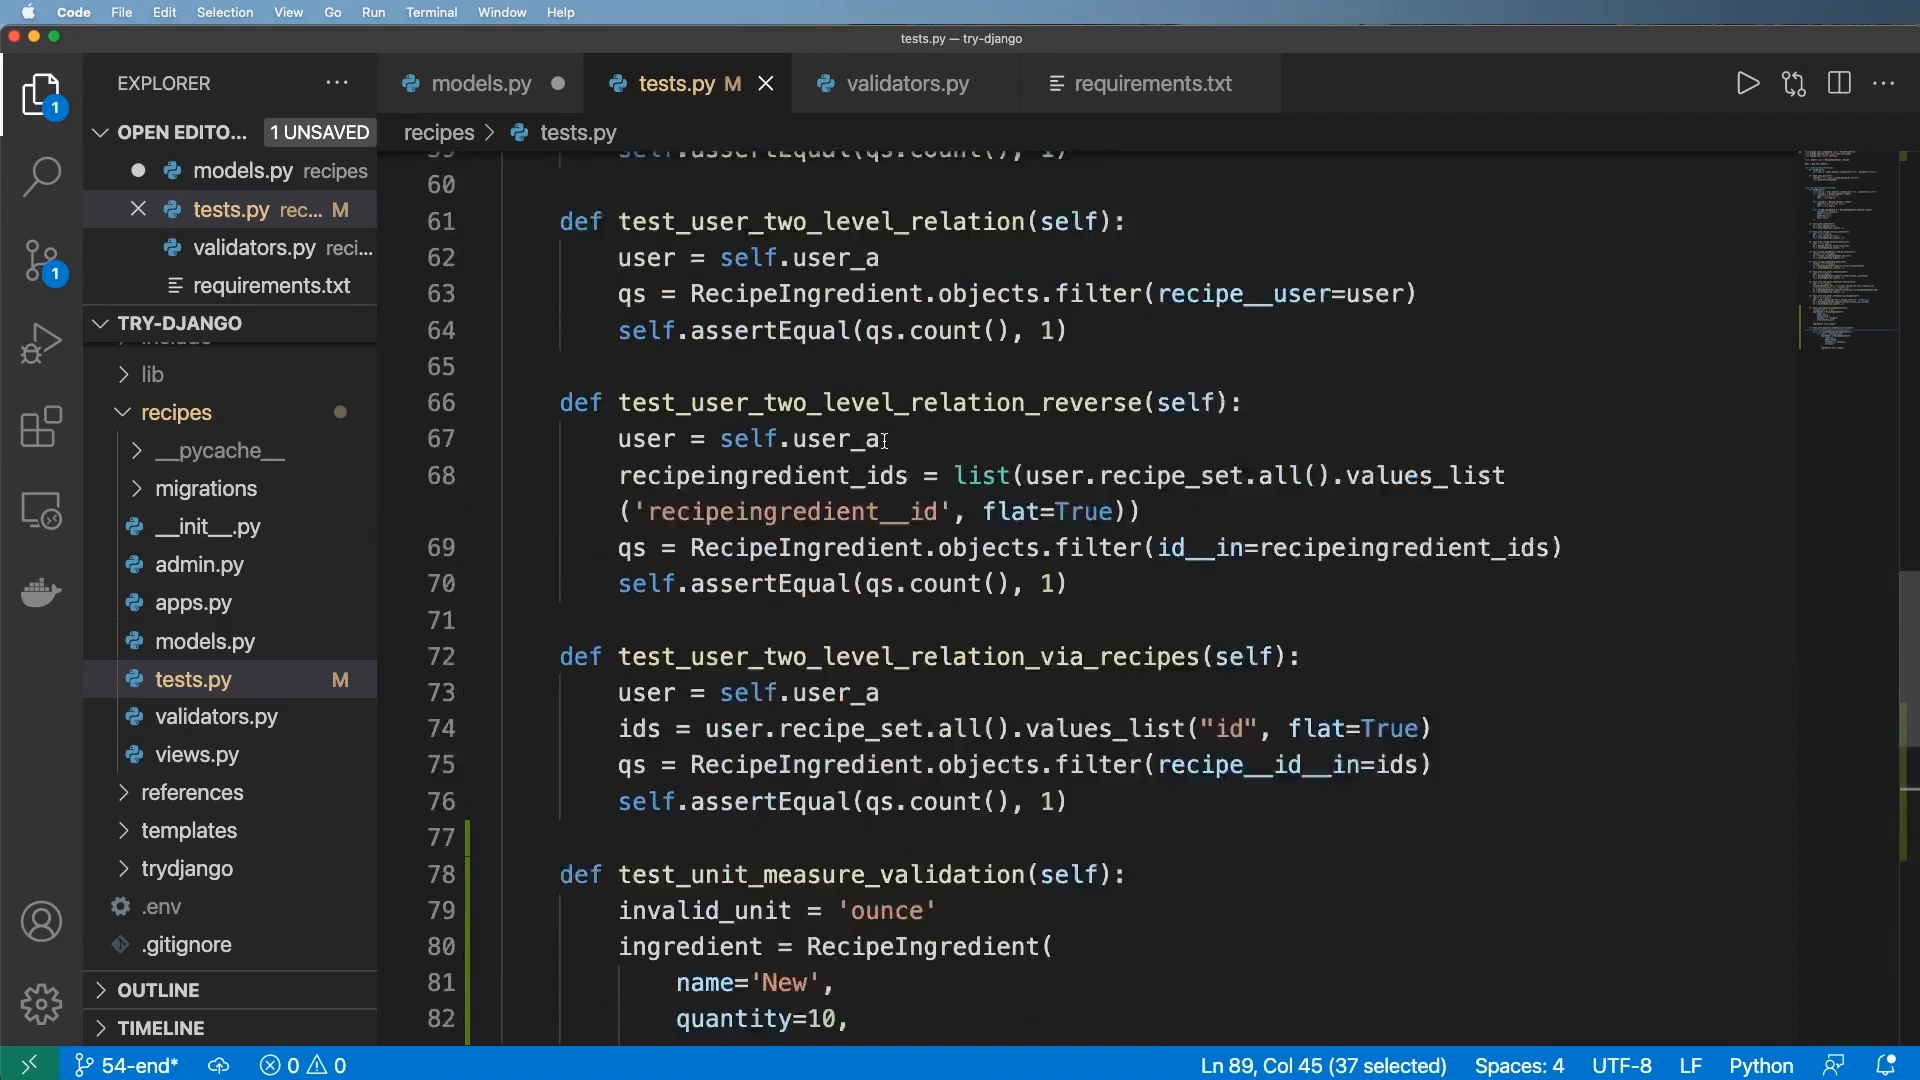 Code File Edit Selection View Go Run Terminal Window Help
tests.py — try-django
EXPLORER
models.py
tests.py M
validators.py
requirements.txt
OPEN EDITO... 1 UNSAVED
recipes > tests.py
models.py recipes
tests.py rec... M
validators.py reci...
requirements.txt
TRY-DJANGO
include
lib
recipes
__pycache__
migrations
__init__.py
admin.py
apps.py
models.py
tests.py M
validators.py
views.py
references
templates
trydjango
.env
.gitignore
OUTLINE
TIMELINE
1
1
59 self.assertEqual(qs.count(), 1)
60
61 def test_user_two_level_relation(self):
62 user = self.user_a
63 qs = RecipeIngredient.objects.filter(recipe__user=user)
64 self.assertEqual(qs.count(), 1)
65
66 def test_user_two_level_relation_reverse(self):
67 user = self.user_a
68 recipeingredient_ids = list(user.recipe_set.all().values_list
('recipeingredient__id', flat=True))
69 qs = RecipeIngredient.objects.filter(id__in=recipeingredient_ids)
70 self.assertEqual(qs.count(), 1)
71
72 def test_user_two_level_relation_via_recipes(self):
73 user = self.user_a
74 ids = user.recipe_set.all().values_list("id", flat=True)
75 qs = RecipeIngredient.objects.filter(recipe__id__in=ids)
76 self.assertEqual(qs.count(), 1)
77
78 def test_unit_measure_validation(self):
79 invalid_unit = 'ounce'
80 ingredient = RecipeIngredient(
81 name='New',
82 quantity=10,
54-end* 0 0 Ln 89, Col 45 (37 selected) Spaces: 4 UTF-8 LF Python